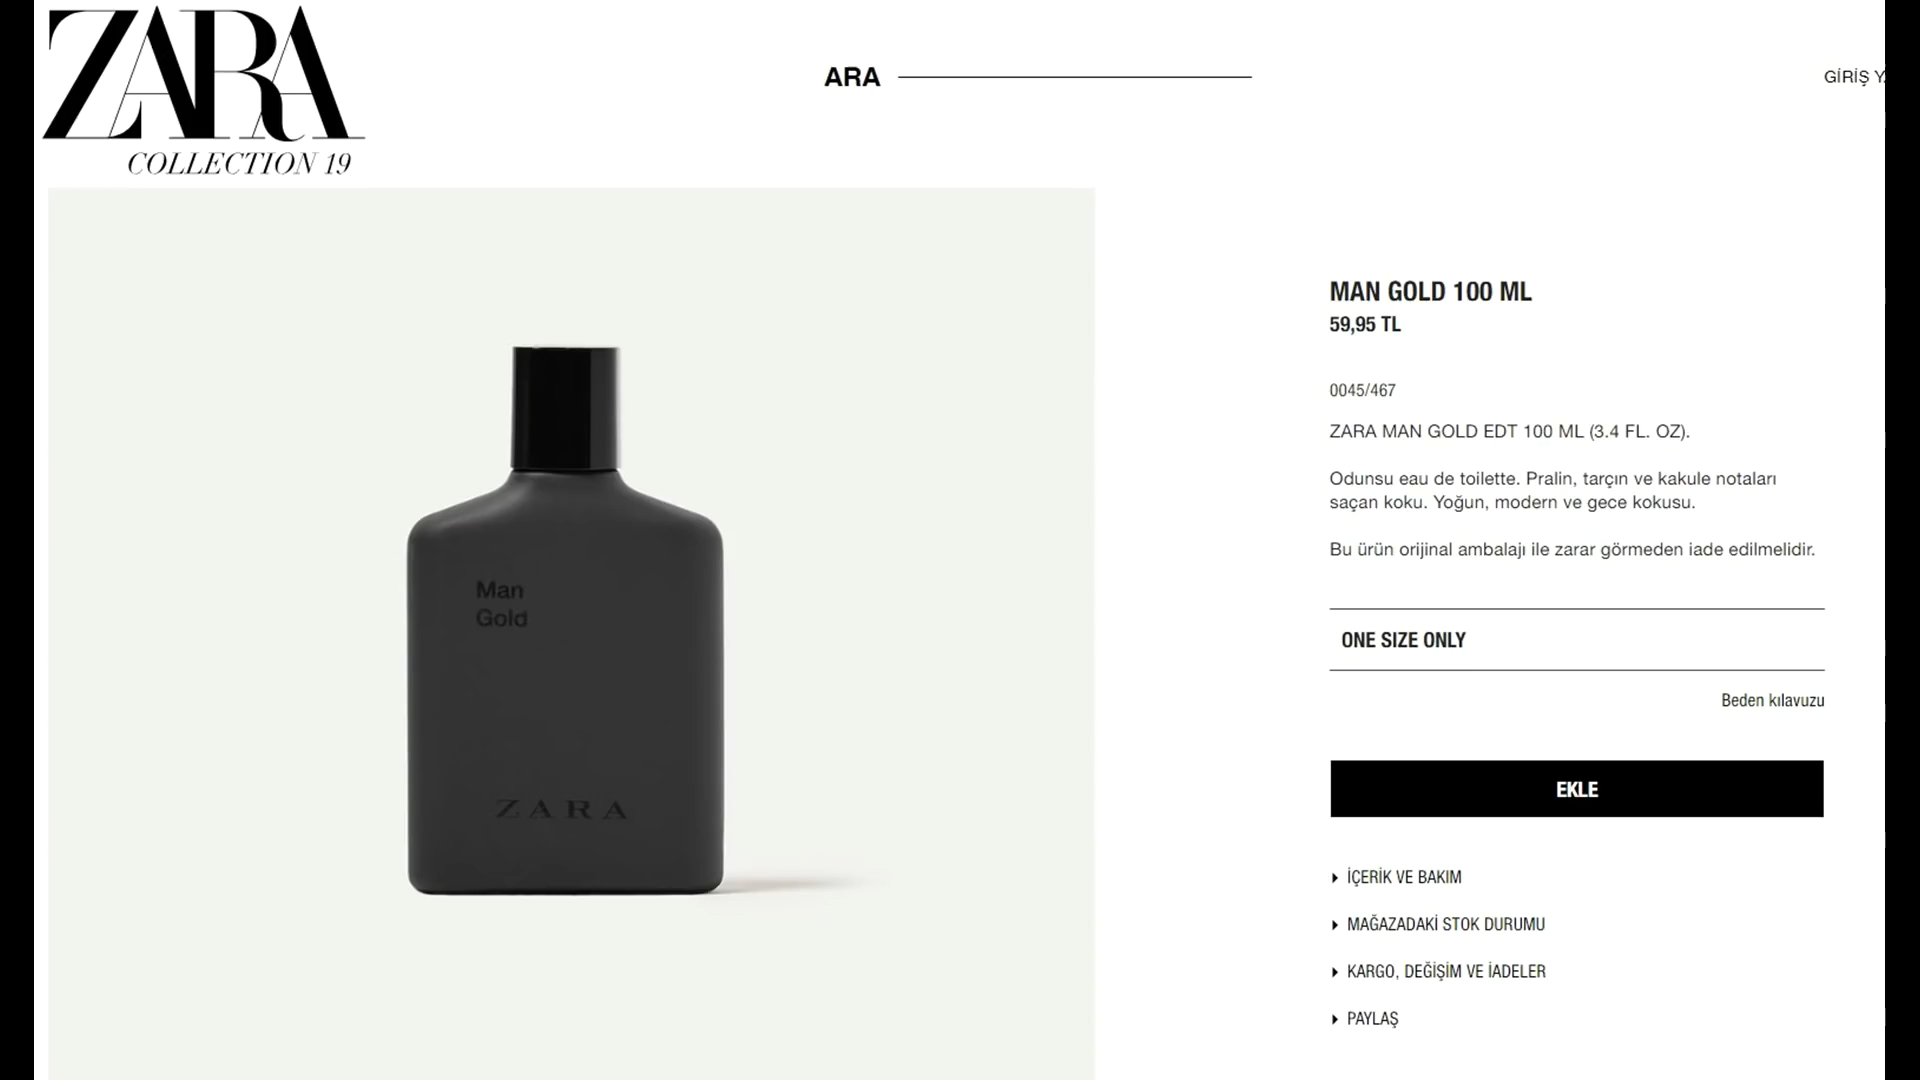 ZARA
COLLECTION 19
ARA
GİRİŞ Y
MAN GOLD 100 ML
59,95 TL
0045/467
ZARA MAN GOLD EDT 100 ML (3.4 FL. OZ).
Odunsu eau de toilette. Pralin, tarçın ve kakule notaları
saçan koku. Yoğun, modern ve gece kokusu.
Bu ürün orijinal ambalajı ile zarar görmeden iade edilmelidir.
ONE SIZE ONLY
Beden kılavuzu
EKLE
İÇERİK VE BAKIM
MAĞAZADAKİ STOK DURUMU
KARGO, DEĞİŞİM VE İADELER
PAYLAŞ
Man
Gold
ZARA